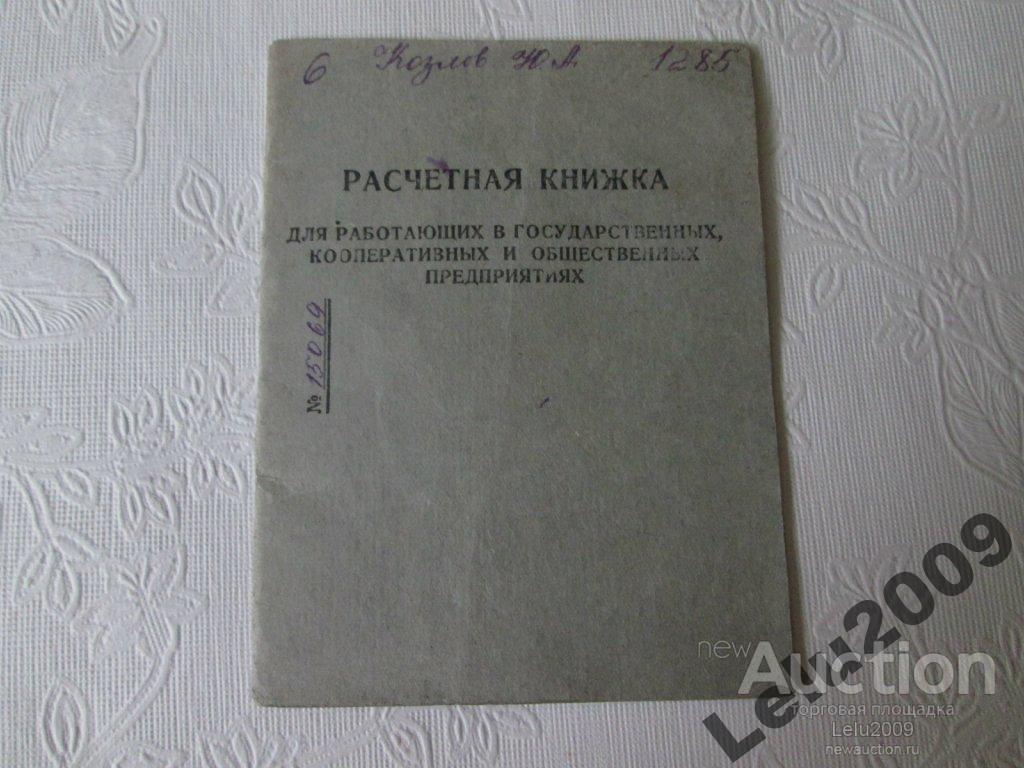 6 Козлов Ю.А. 1285
РАСЧЕТНАЯ КНИЖКА
ДЛЯ РАБОТАЮЩИХ В ГОСУДАРСТВЕННЫХ,
КООПЕРАТИВНЫХ И ОБЩЕСТВЕННЫХ
ПРЕДПРИЯТИЯХ
№ 15069
newAuction
торговая площадка
Lelu2009
newauction.ru
Lelu2009